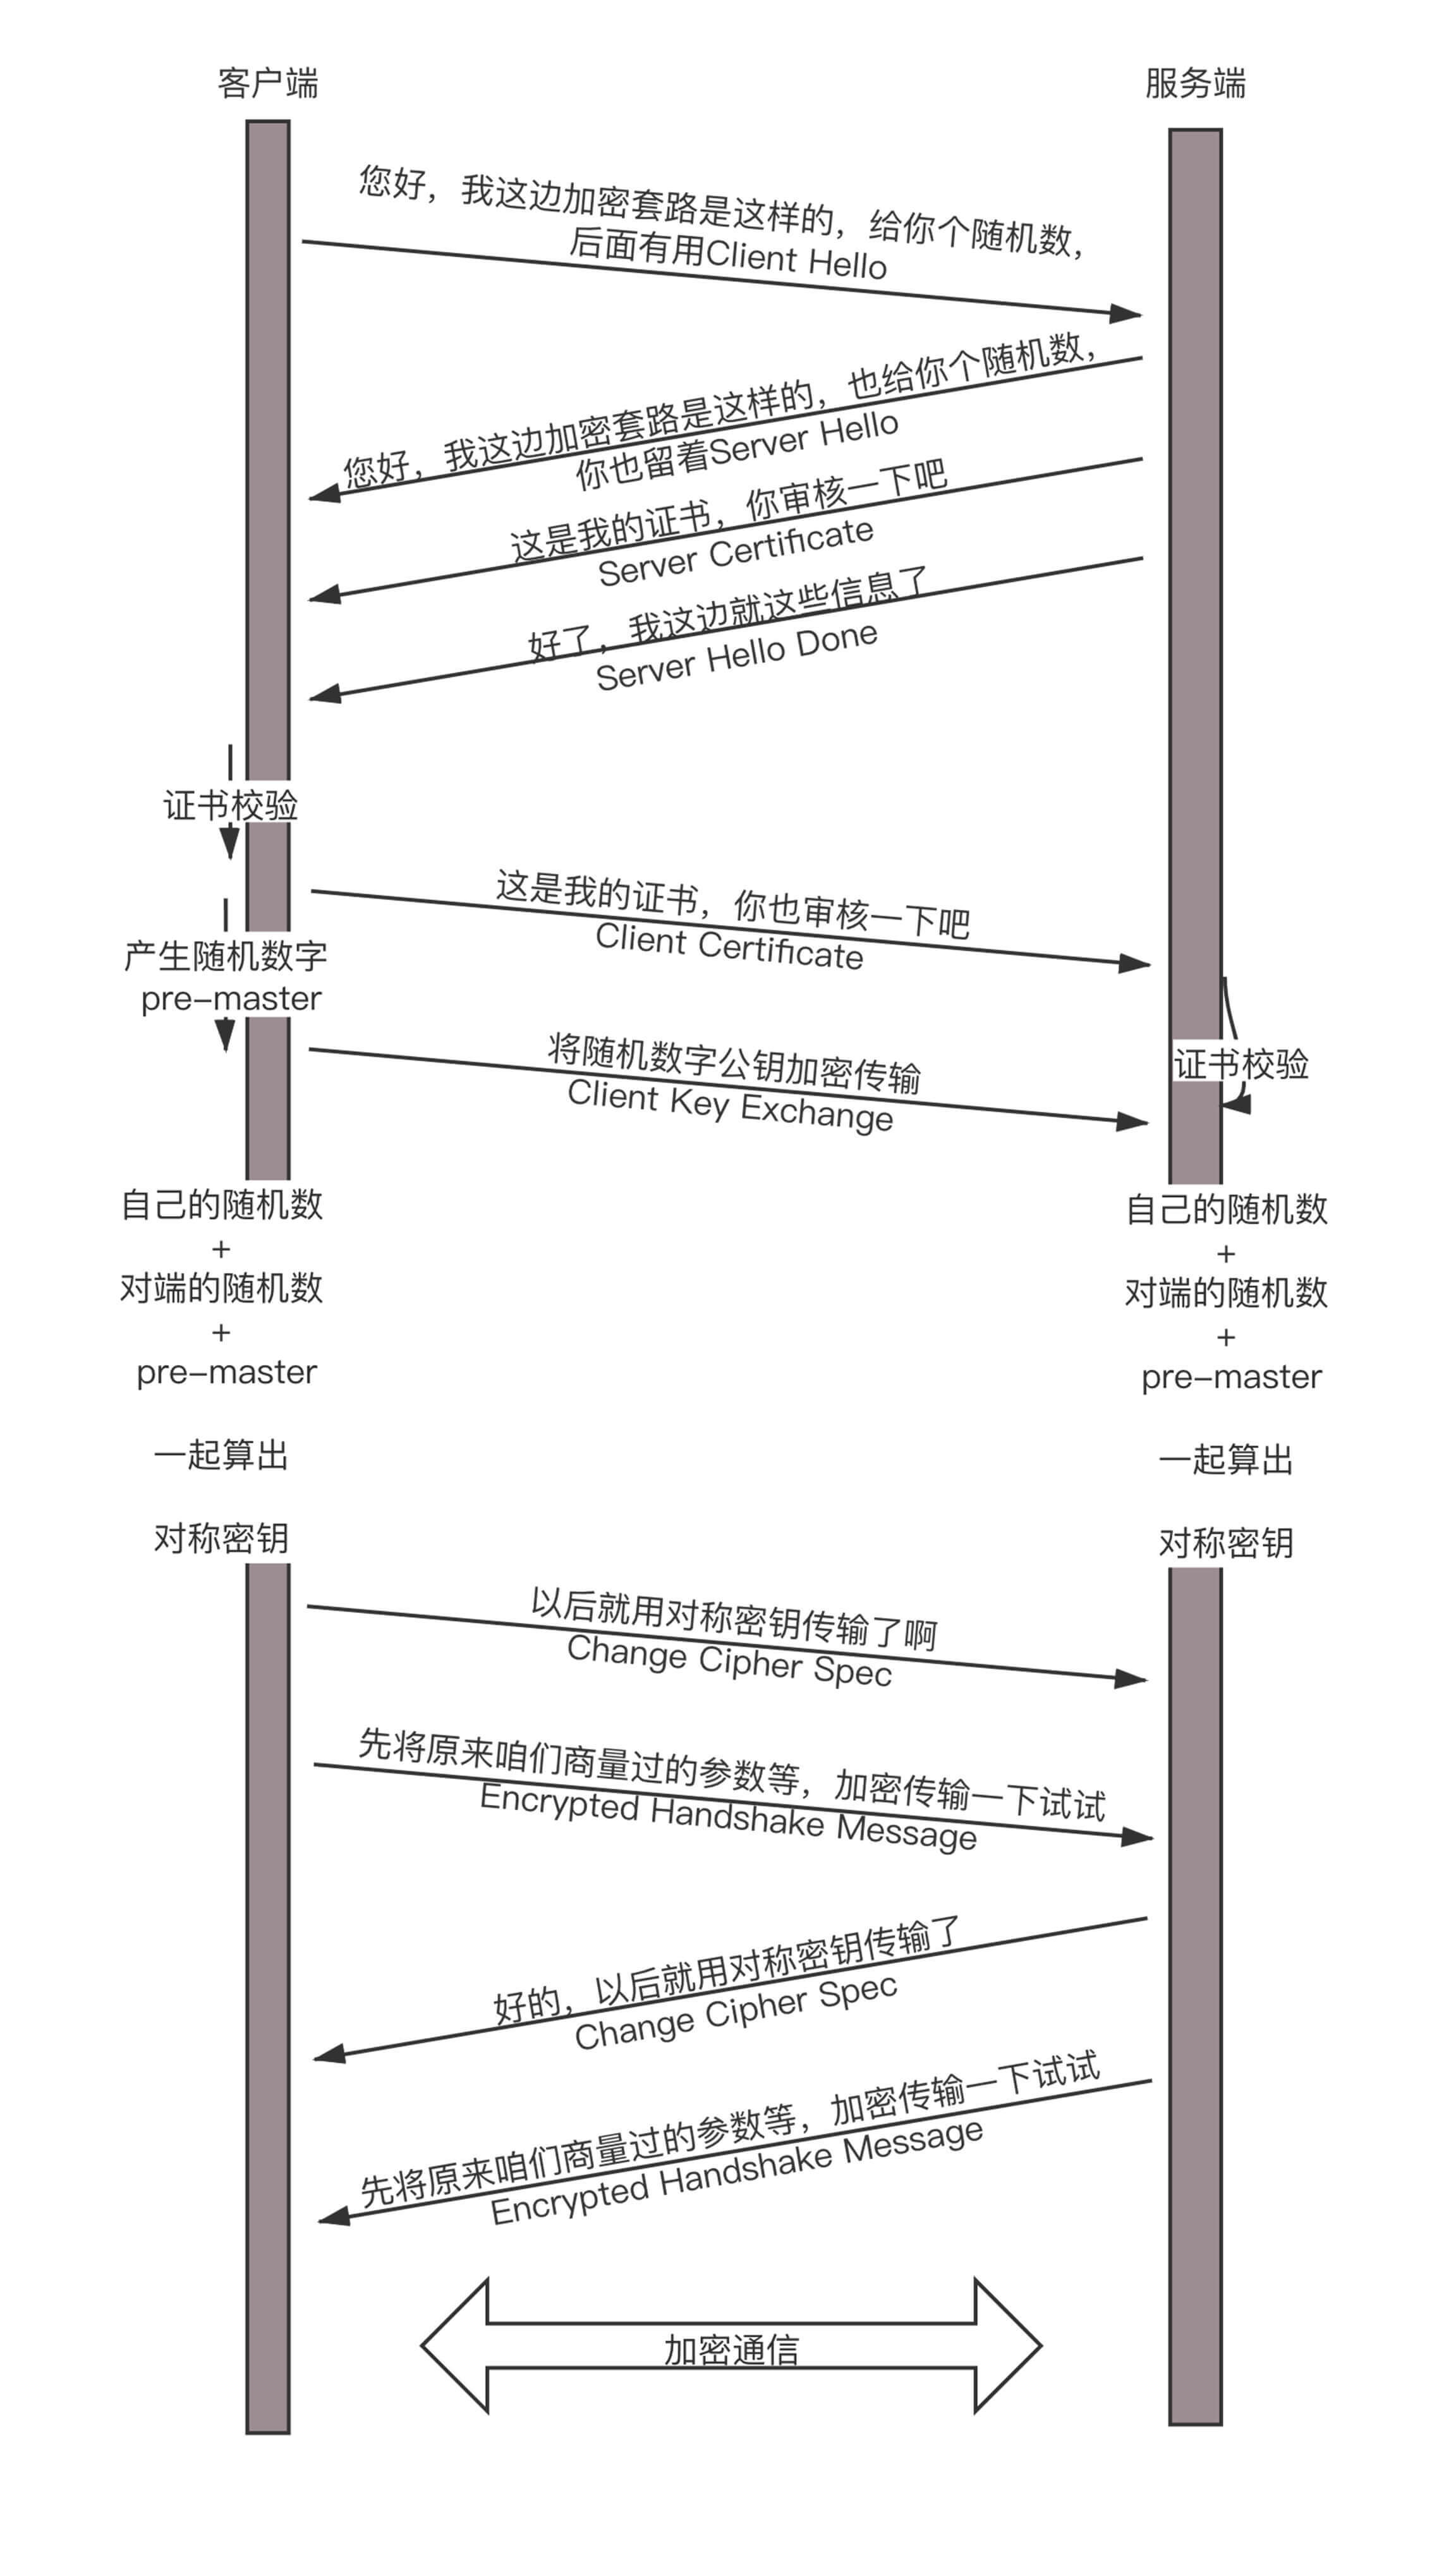 客户端
服务端
您好，我这边加密套路是这样的，给你个随机数，
后面有用Client Hello
您好，我这边加密套路是这样的，也给你个随机数，
你也留着Server Hello
这是我的证书，你审核一下吧
Server Certificate
好了，我这边就这些信息了
Server Hello Done
证书校验
这是我的证书，你也审核一下吧
Client Certificate
产生随机数字
pre-master
将随机数字公钥加密传输
Client Key Exchange
证书校验
自己的随机数
+
对端的随机数
+
pre-master
一起算出
对称密钥
自己的随机数
+
对端的随机数
+
pre-master
一起算出
对称密钥
以后就用对称密钥传输了啊
Change Cipher Spec
先将原来咱们商量过的参数等，加密传输一下试试
Encrypted Handshake Message
好的，以后就用对称密钥传输了
Change Cipher Spec
先将原来咱们商量过的参数等，加密传输一下试试
Encrypted Handshake Message
加密通信